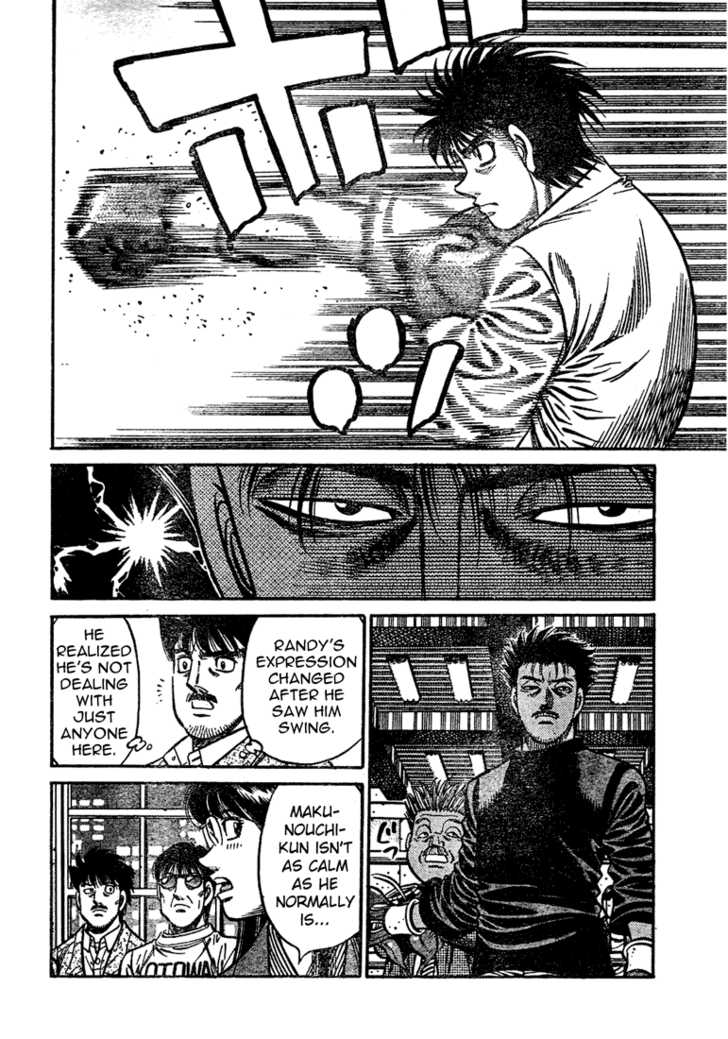 RANDY'S
EXPRESSION
CHANGED
AFTER HE
SAW HIM
SWING.
HE
REALIZED
HE'S NOT
DEALING
WITH
JUST
ANYONE
HERE.
MAKU-
NOUCHI-
KUN ISN'T
AS CALM
AS HE
NORMALLY
IS...
OTOWA